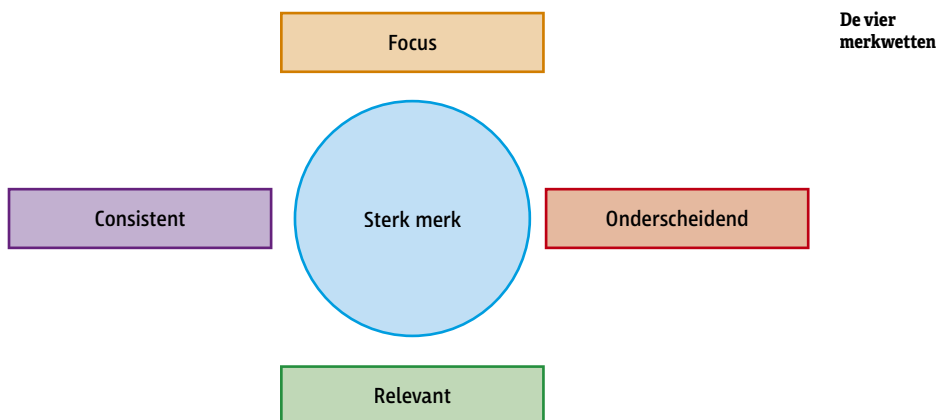 De vier
merkwetten
Focus
Consistent
Sterk merk
Onderscheidend
Relevant